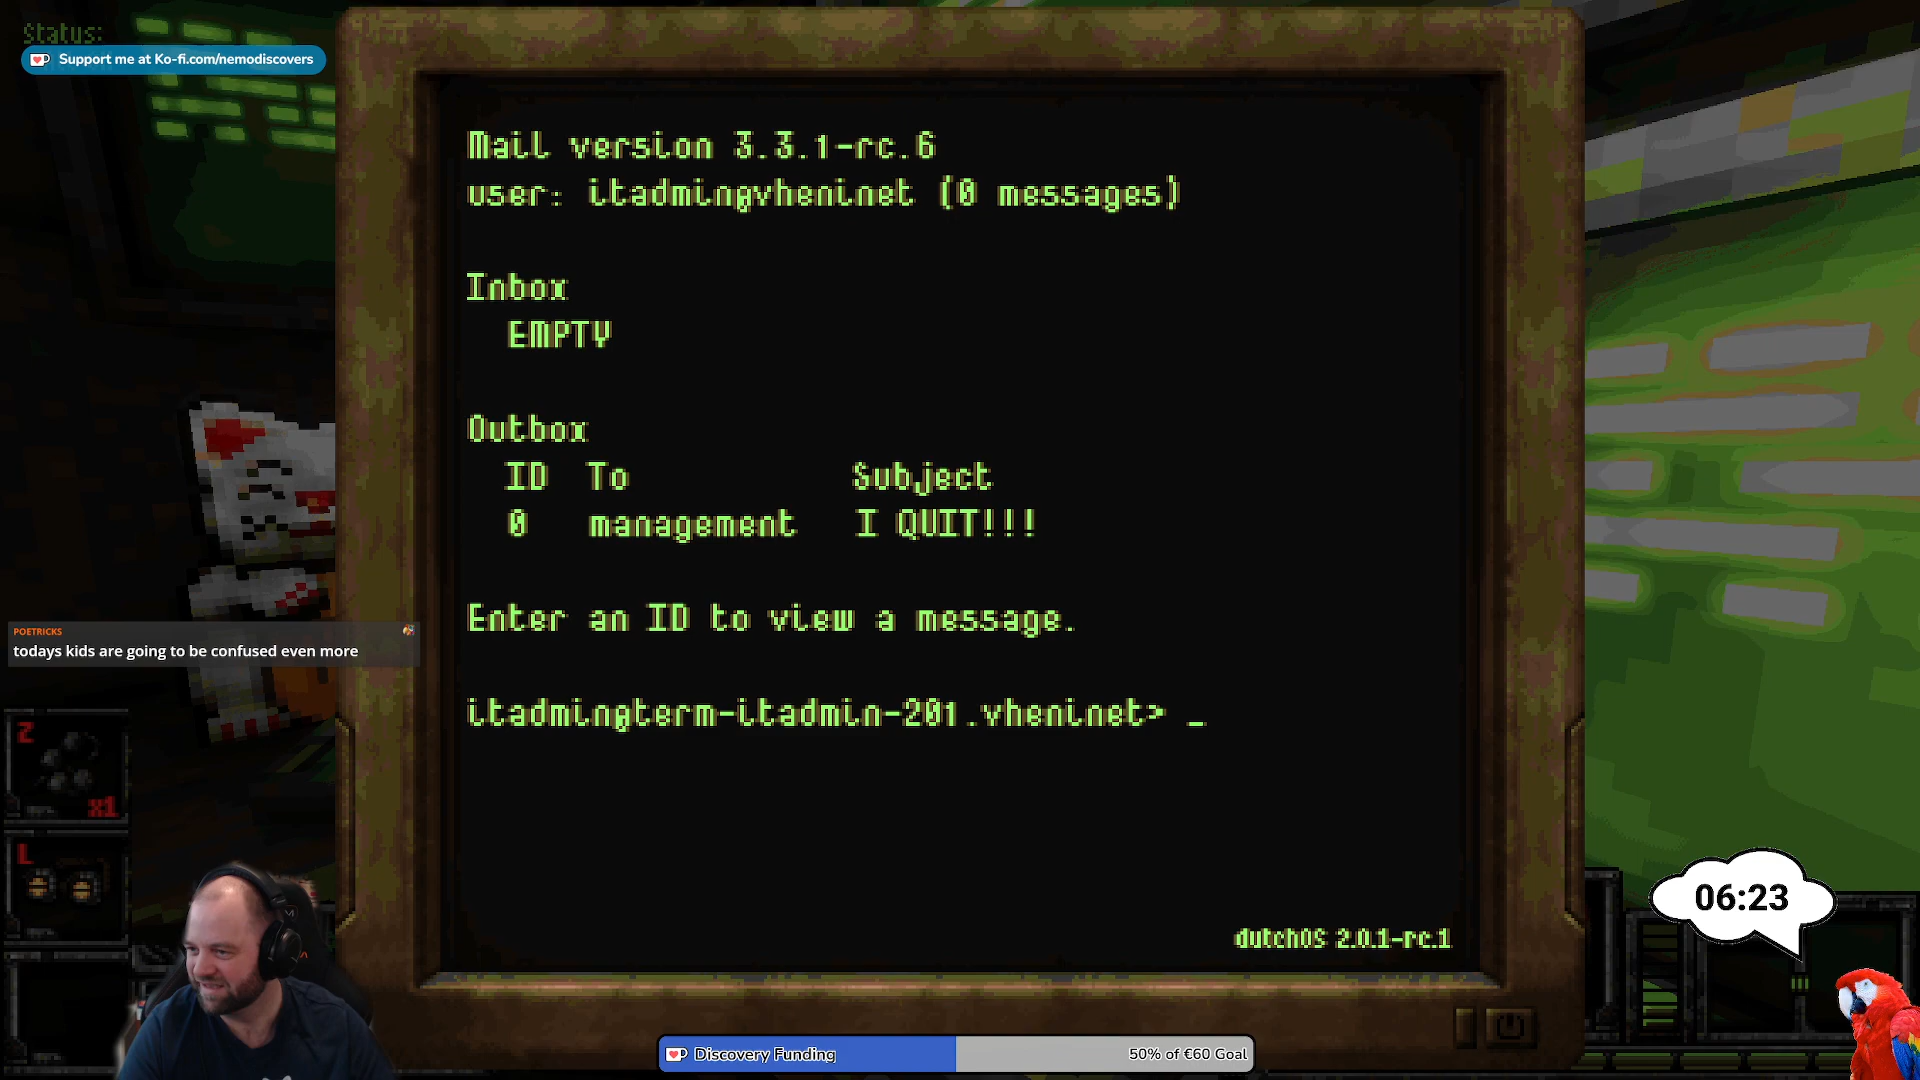 Status:
Support me at Ko-fi.com/nemodiscovers
Mail version 3.3.1-rc.6
user: itadmin@vheninet (0 messages)
Inbox
EMPTY
Outbox
ID To Subject
0 management I QUIT!!!
Enter an ID to view a message.
POETRICKS
todays kids are going to be confused even more
itadmin@term-itadmin-201.vheninet> _
Z
x1
L
06:23
dutchOS 2.0.1-rc.1
Discovery Funding 50% of €60 Goal